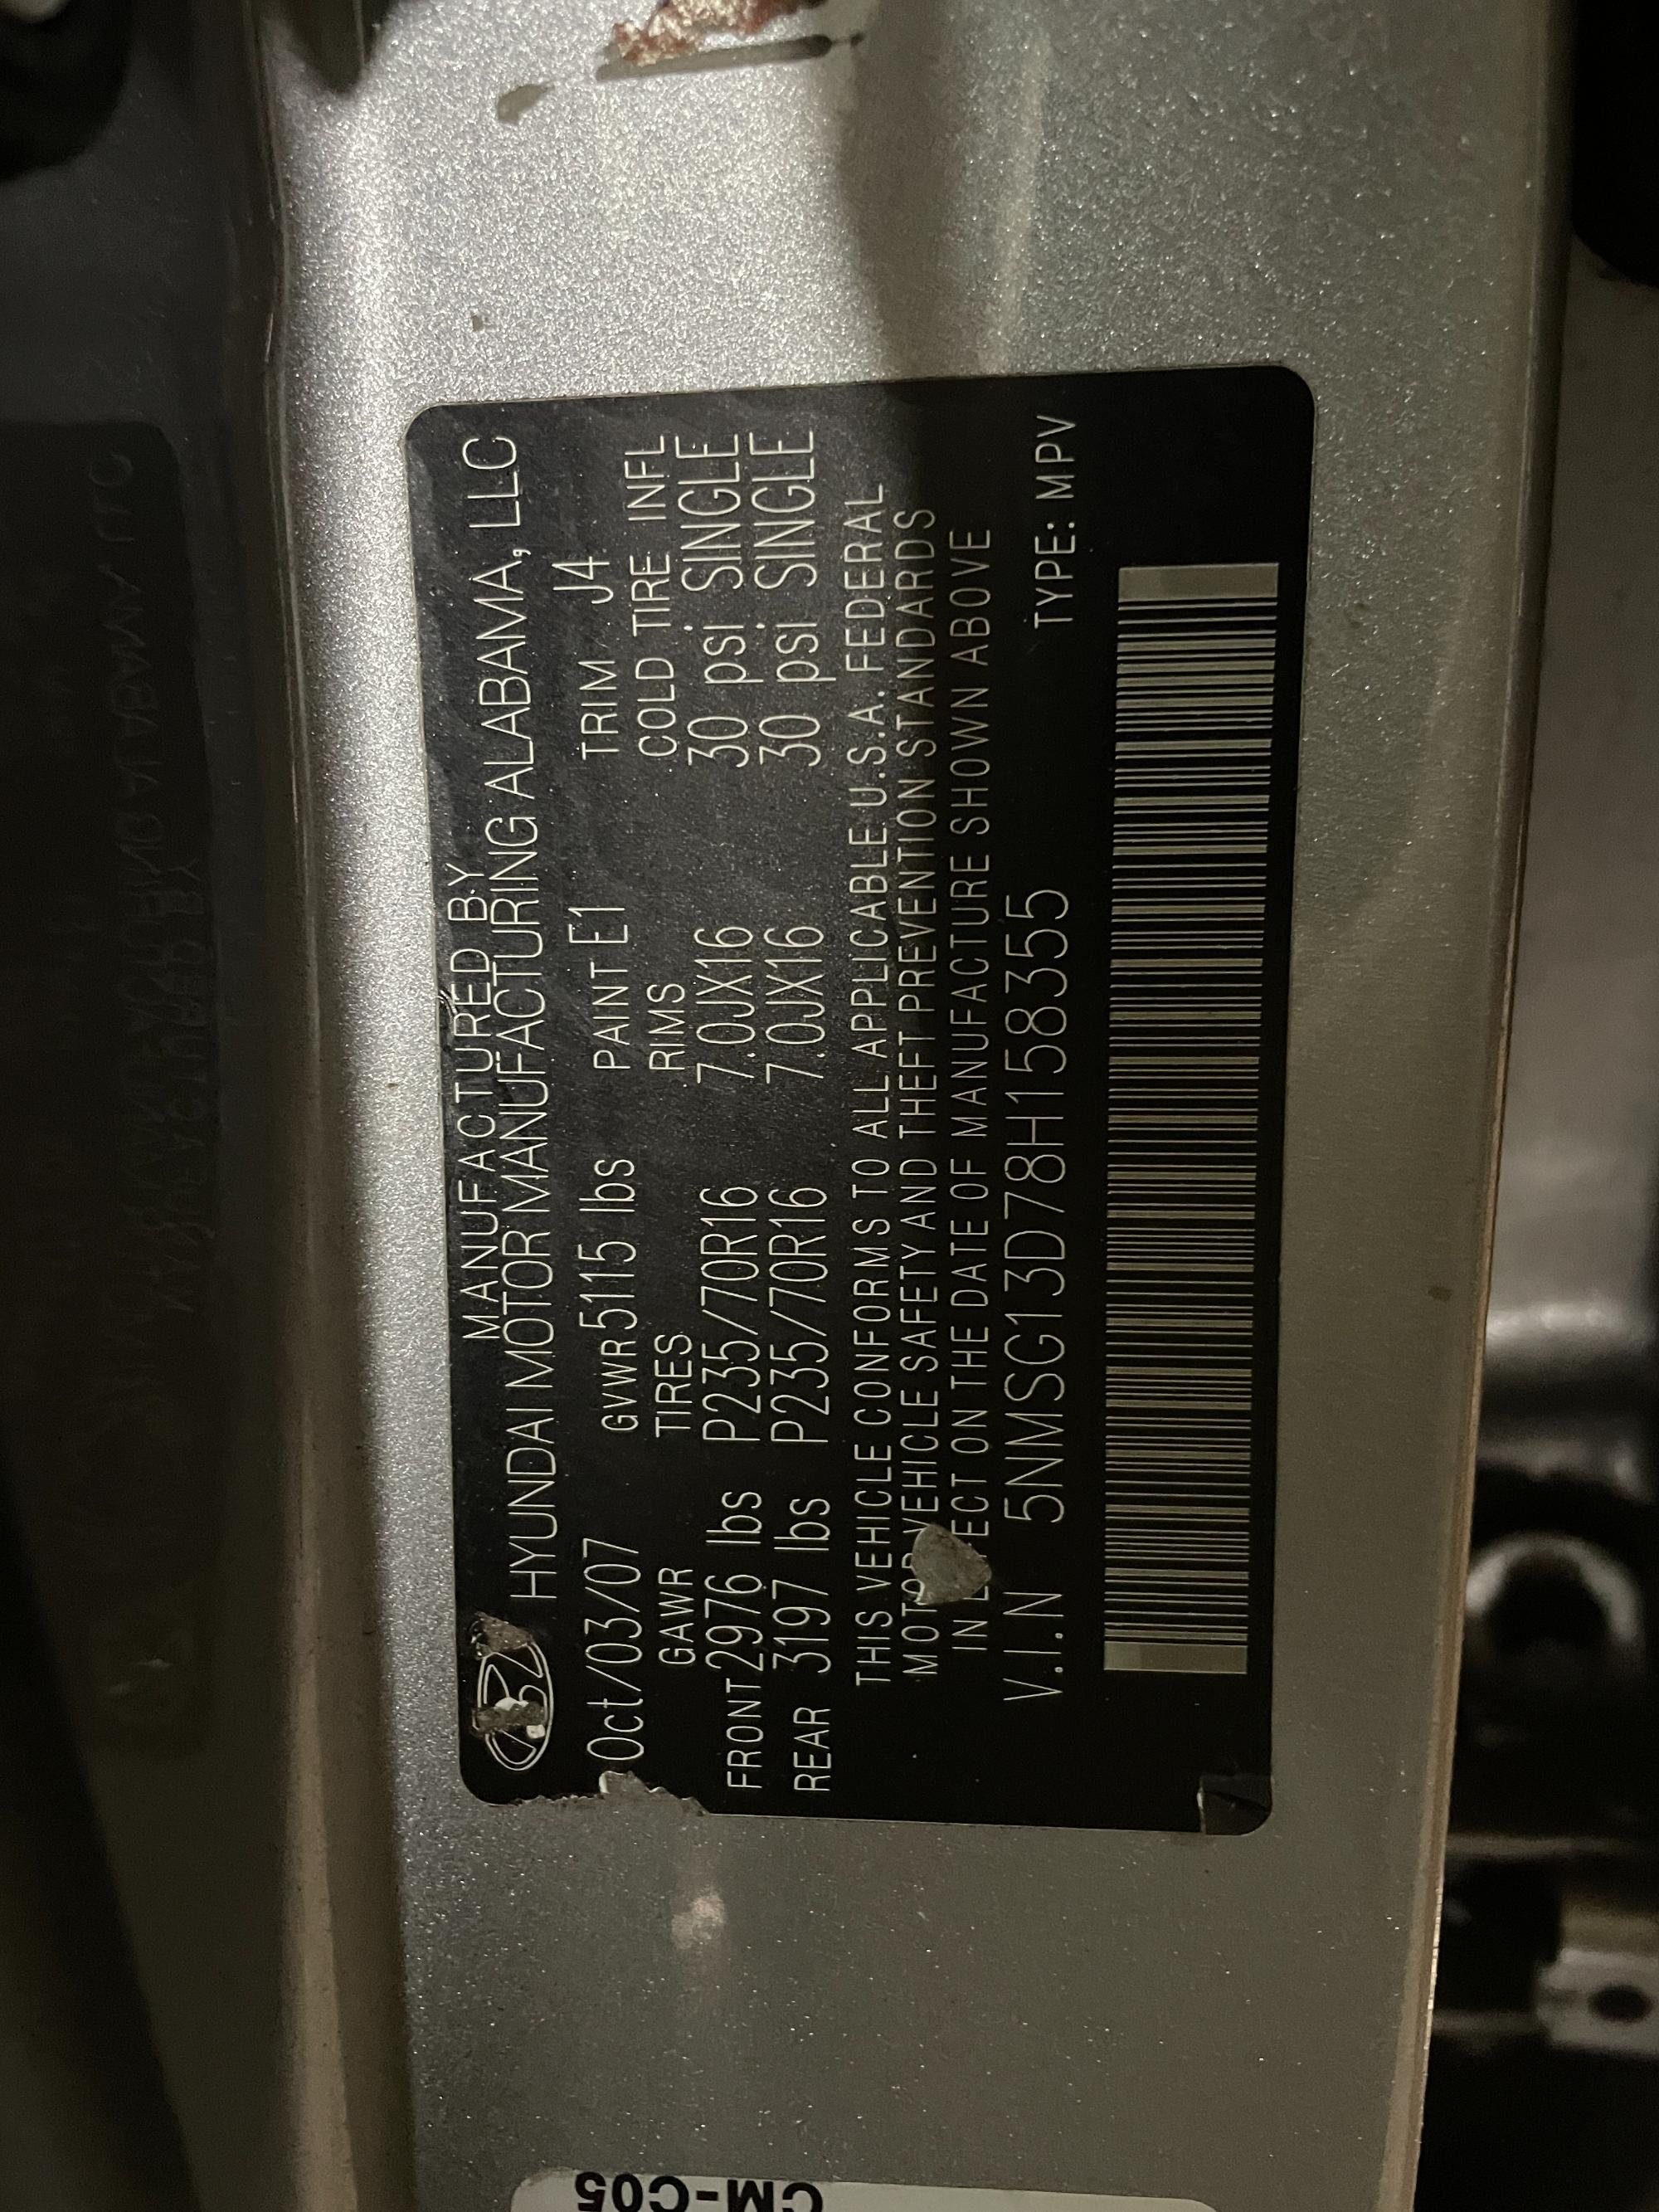 MANUFACTURED BY
HYUNDAI MOTOR MANUFACTURING ALABAMA, LLC
Oct/03/07 GVWR 5115 lbs PAINT E1 TRIM J4
GAWR TIRES RIMS COLD TIRE INFL
FRONT 2976 lbs P235/70R16 7.0JX16 30 psi SINGLE
REAR 3197 lbs P235/70R16 7.0JX16 30 psi SINGLE
THIS VEHICLE CONFORMS TO ALL APPLICABLE U.S.A. FEDERAL
MOTOR VEHICLE SAFETY AND THEFT PREVENTION STANDARDS
IN EFFECT ON THE DATE OF MANUFACTURE SHOWN ABOVE
V.I.N 5NMSG13D78H158355 TYPE: MPV
CM-C05